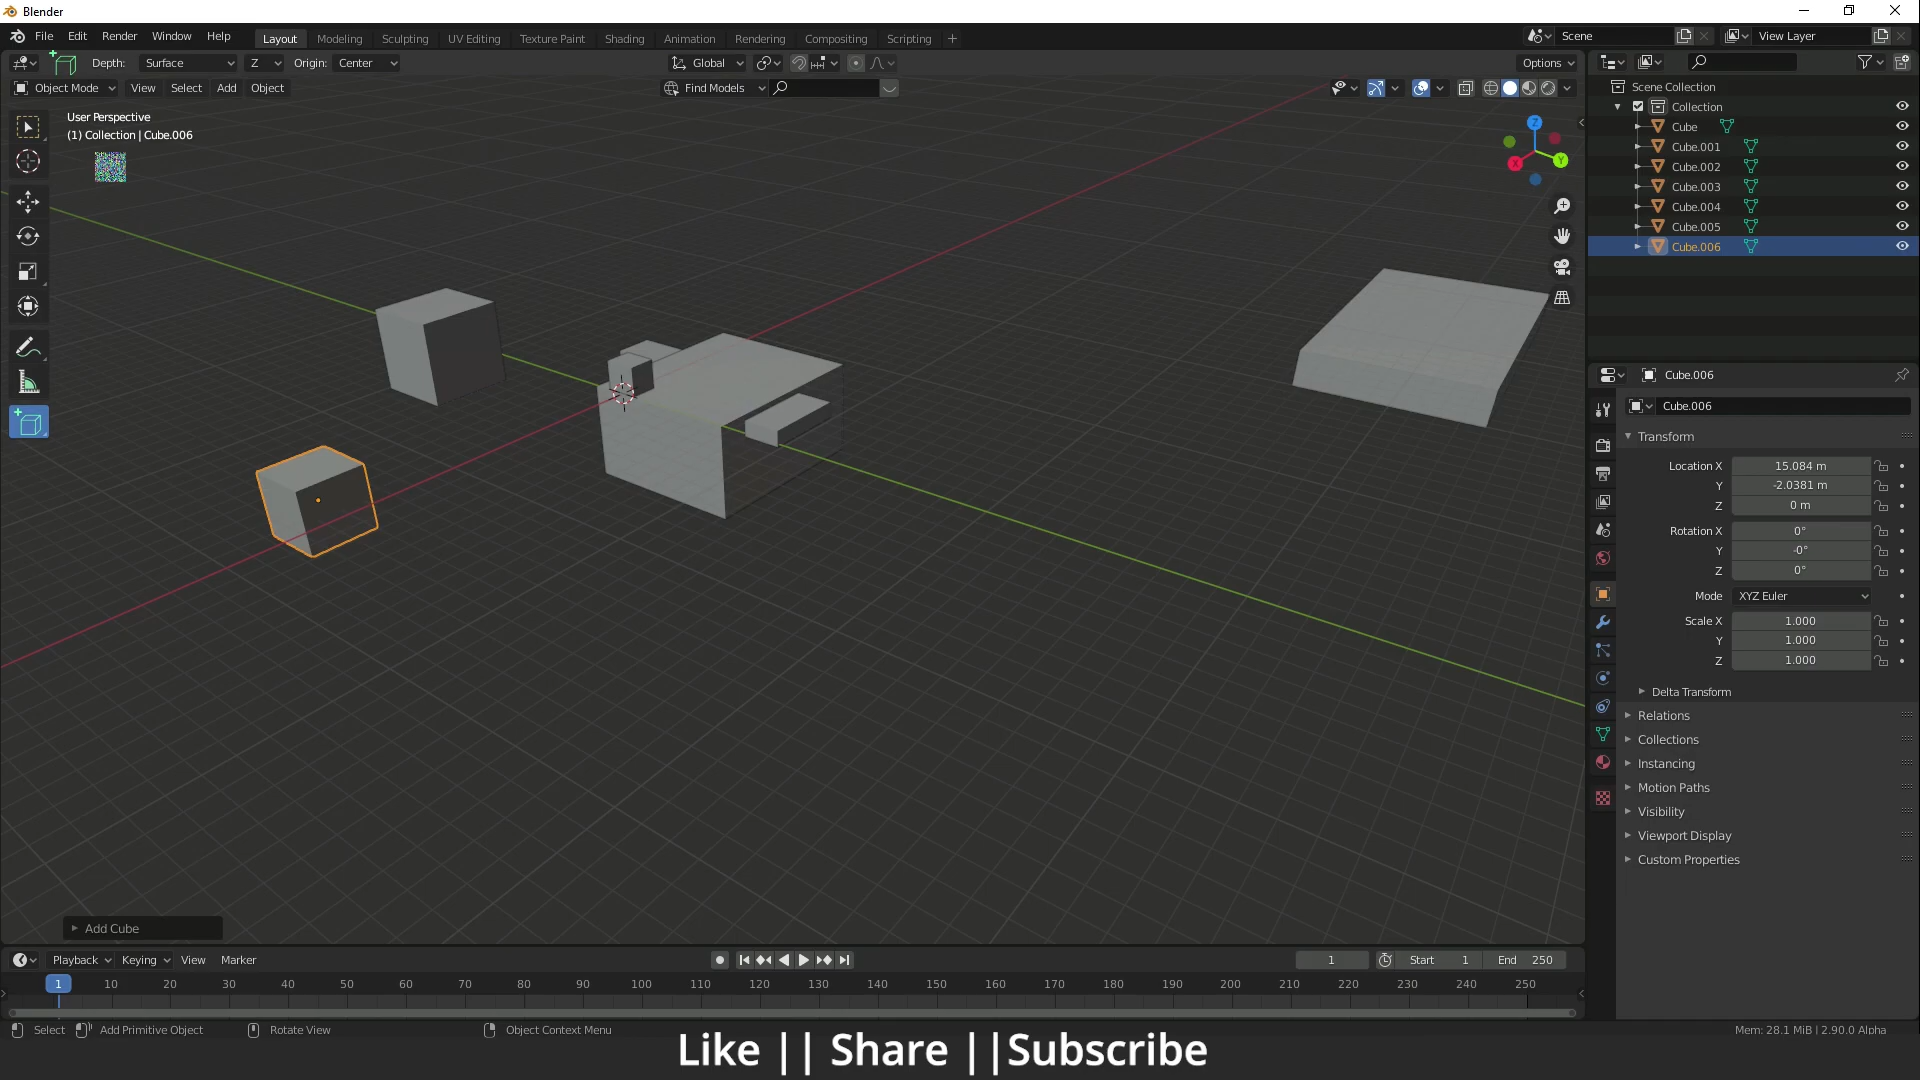 Blender
File Edit Render Window Help
Layout Modeling Sculpting UV Editing Texture Paint Shading Animation Rendering Compositing Scripting +
Scene
View Layer
Depth: Surface Z Origin: Center
Global
Options
Object Mode View Select Add Object
Find Models
User Perspective
(1) Collection | Cube.006
Z
X
Y
Scene Collection
Collection
Cube
Cube.001
Cube.002
Cube.003
Cube.004
Cube.005
Cube.006
Cube.006
Cube.006
Transform
Location X 15.084 m
Y -2.0381 m
Z 0 m
Rotation X 0°
Y -0°
Z 0°
Mode XYZ Euler
Scale X 1.000
Y 1.000
Z 1.000
Delta Transform
Relations
Collections
Instancing
Motion Paths
Visibility
Viewport Display
Custom Properties
Add Cube
Playback Keying View Marker
1 Start 1 End 250
1 10 20 30 40 50 60 70 80 90 100 110 120 130 140 150 160 170 180 190 200 210 220 230 240 250
Select Add Primitive Object Rotate View Object Context Menu
Mem: 28.1 MiB | 2.90.0 Alpha
Like || Share ||Subscribe